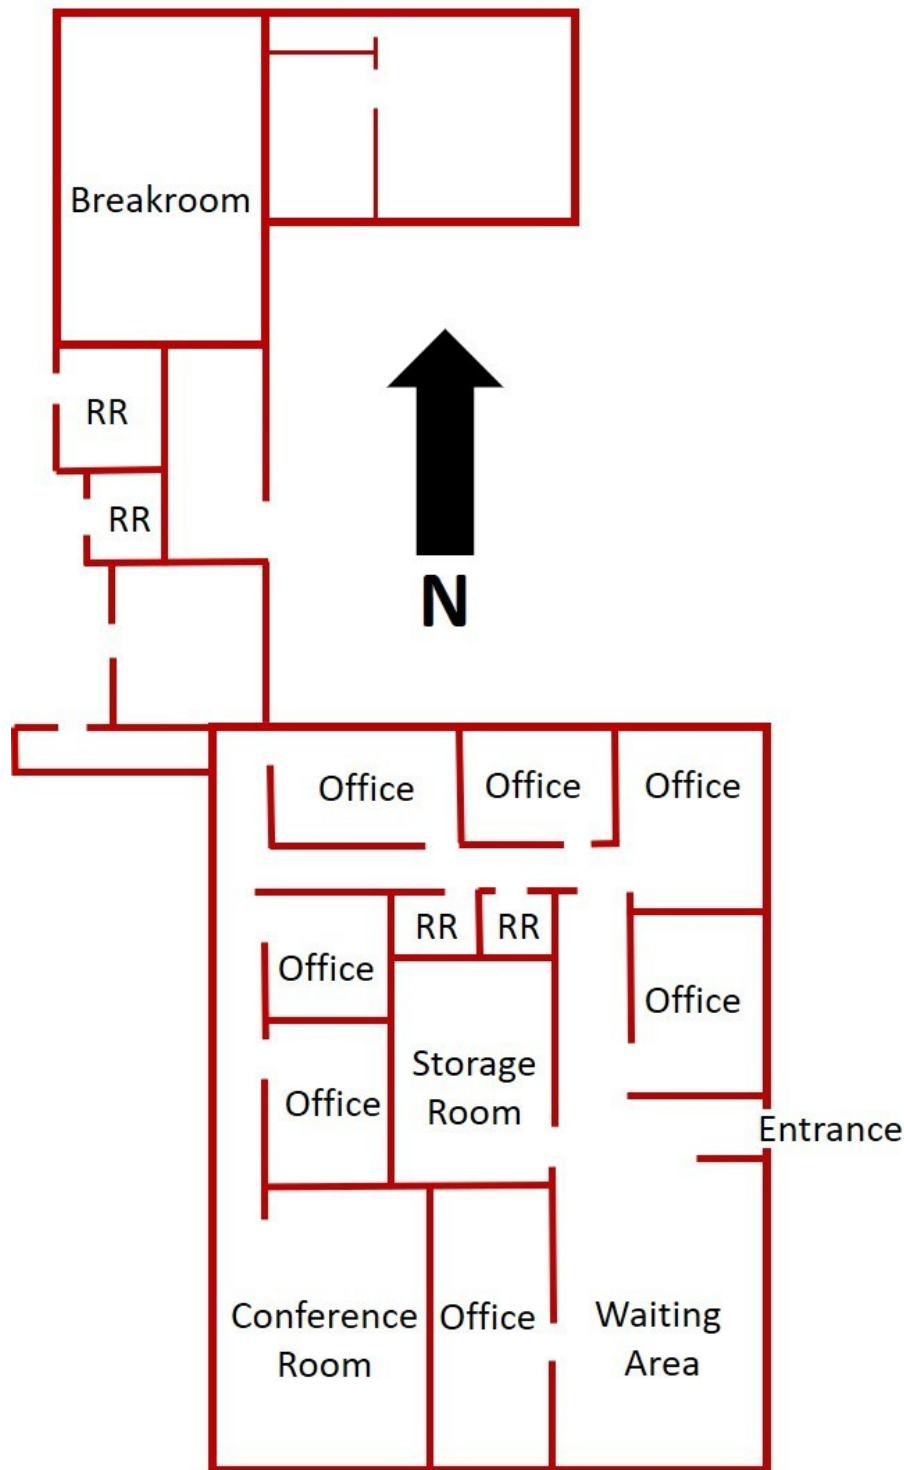 Breakroom
RR
RR
N
Office
Office
Office
RR
RR
Office
Office
Storage
Room
Office
Entrance
Conference
Room
Office
Waiting
Area